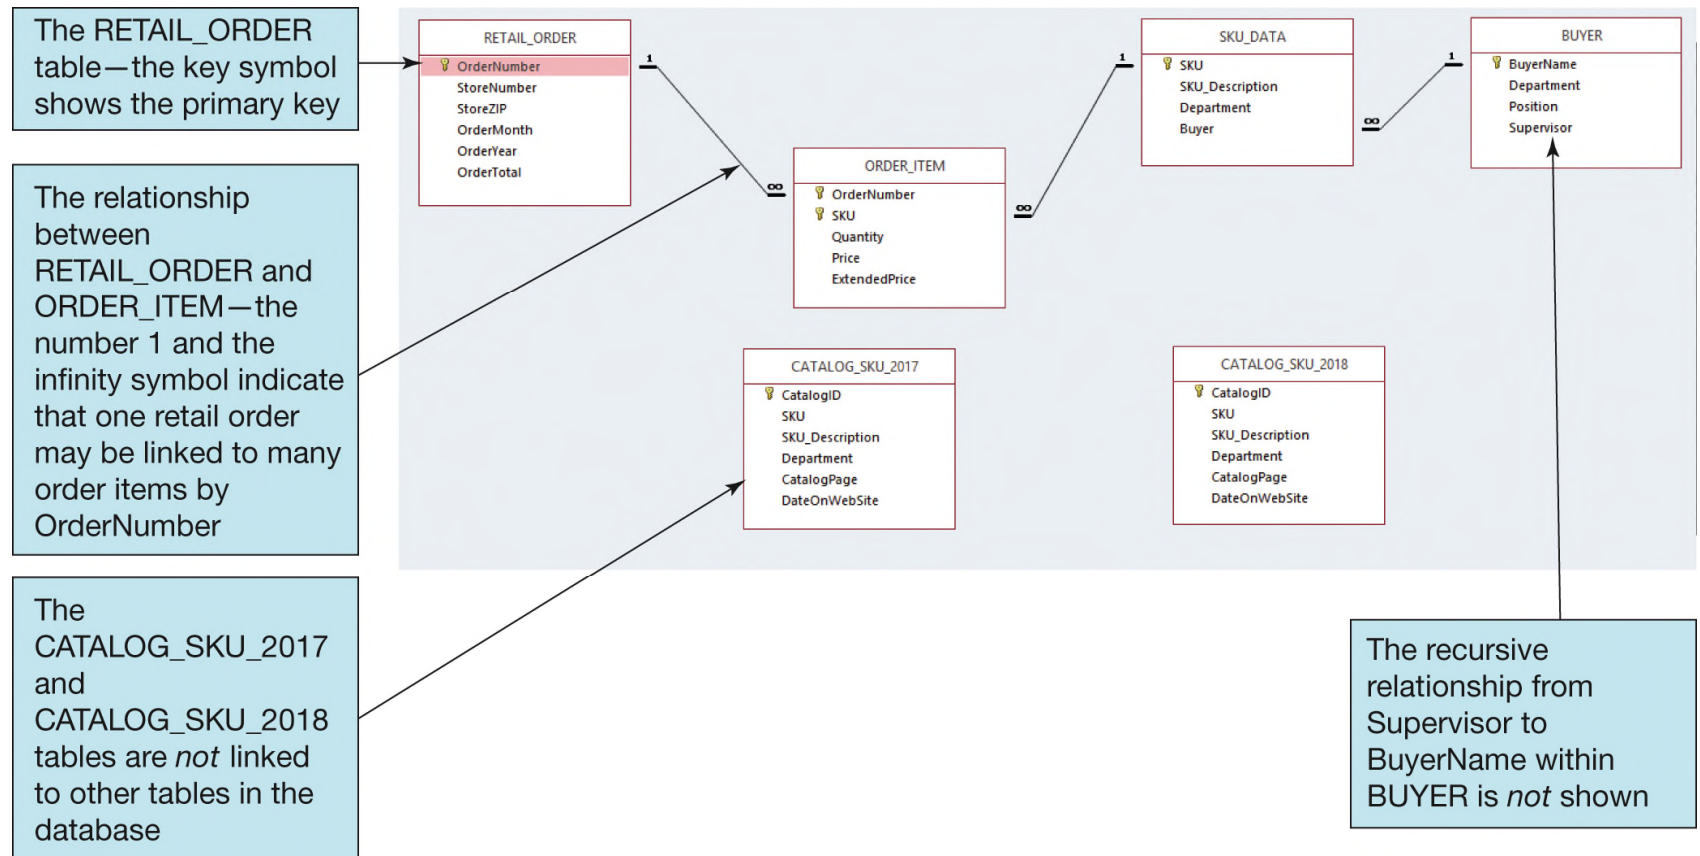 The RETAIL_ORDER
table—the key symbol
shows the primary key
The relationship
between
RETAIL_ORDER and
ORDER_ITEM—the
number 1 and the
infinity symbol indicate
that one retail order
may be linked to many
order items by
OrderNumber
The
CATALOG_SKU_2017
and
CATALOG_SKU_2018
tables are not linked
to other tables in the
database
RETAIL_ORDER
OrderNumber
StoreNumber
StoreZIP
OrderMonth
OrderYear
OrderTotal
1
∞
ORDER_ITEM
OrderNumber
SKU
Quantity
Price
ExtendedPrice
∞
1
SKU_DATA
SKU
SKU_Description
Department
Buyer
∞
1
BUYER
BuyerName
Department
Position
Supervisor
CATALOG_SKU_2017
CatalogID
SKU
SKU_Description
Department
CatalogPage
DateOnWebSite
CATALOG_SKU_2018
CatalogID
SKU
SKU_Description
Department
CatalogPage
DateOnWebSite
The recursive
relationship from
Supervisor to
BuyerName within
BUYER is not shown